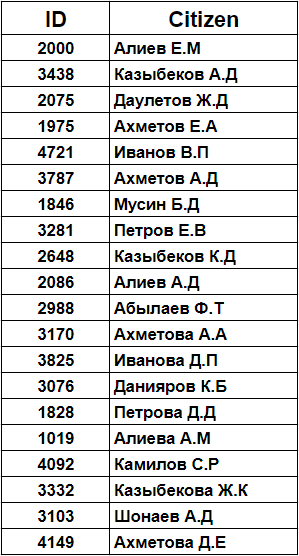 ID Citizen
2000 Алиев Е.М
3438 Казыбеков А.Д
2075 Даулетов Ж.Д
1975 Ахметов Е.А
4721 Иванов В.П
3787 Ахметов А.Д
1846 Мусин Б.Д
3281 Петров Е.В
2648 Казыбеков К.Д
2086 Алиев А.Д
2988 Абылаев Ф.Т
3170 Ахметова А.А
3825 Иванова Д.П
3076 Данияров К.Б
1828 Петрова Д.Д
1019 Алиева А.М
4092 Камилов С.Р
3332 Казыбекова Ж.К
3103 Шонаев А.Д
4149 Ахметова Д.Е